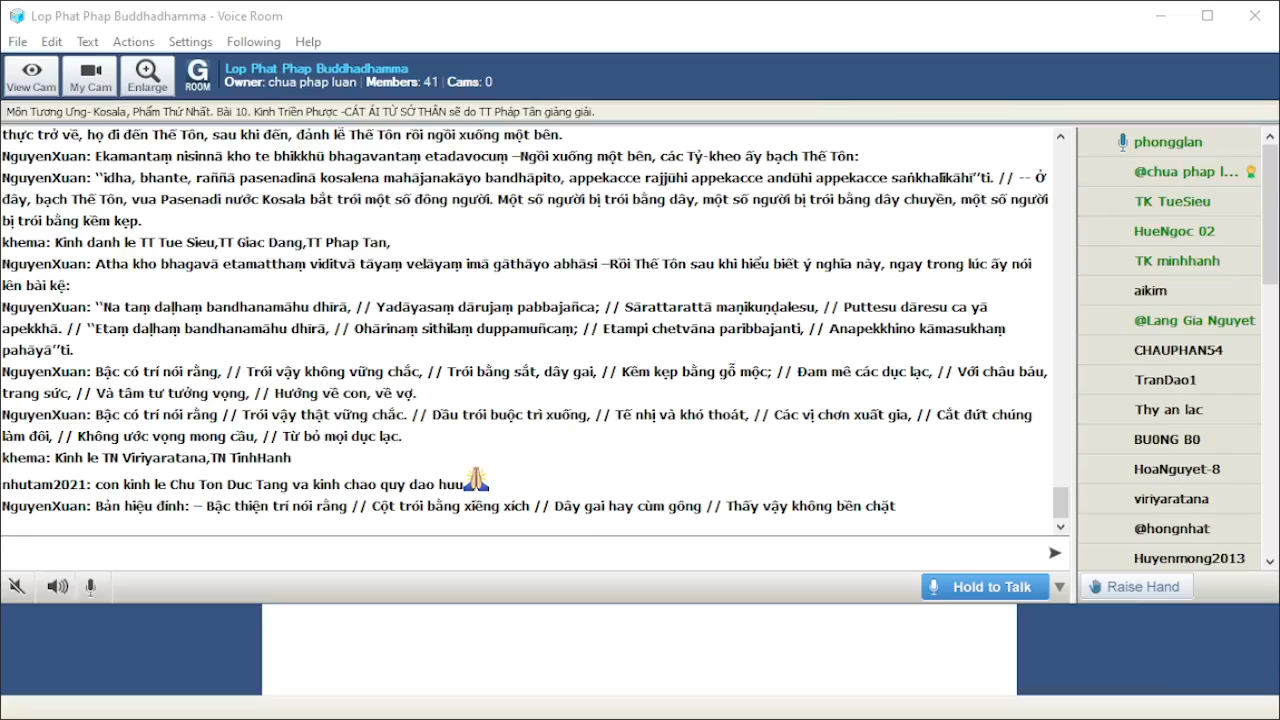 Lop Phat Phap Buddhadhamma - Voice Room
File Edit Text Actions Settings Following Help
View Cam My Cam Enlarge G ROOM
Lop Phat Phap Buddhadhamma
Owner: chua phap luan | Members: 41 | Cams: 0
Môn Tương Ưng- Kosala, Phẩm Thứ Nhất. Bài 10. Kinh Triền Phược -CÁT ÁI TỪ SỞ THÂN sẽ do TT Pháp Tân giảng giải.
thực trở về, họ đi đến Thế Tôn, sau khi đến, đảnh lễ Thế Tôn rồi ngồi xuống một bên.
NguyenXuan: Ekamantaṃ nisinnā kho te bhikkhū bhagavantaṃ etadavocuṃ –Ngồi xuống một bên, các Tỷ-kheo ấy bạch Thế Tôn:
NguyenXuan: “idha, bhante, raññā pasenadinā kosalena mahājanakāyo bandhāpito, appekacce rajjūhi appekacce andūhi appekacce saṅkhalikāhī”ti. // -- Ở
đây, bạch Thế Tôn, vua Pasenadi nước Kosala bắt trói một số đông người. Một số người bị trói bằng dây, một số người bị trói bằng dây chuyền, một số người
bị trói bằng kềm kẹp.
khema: Kinh danh le TT Tue Sieu,TT Giac Dang,TT Phap Tan,
NguyenXuan: Atha kho bhagavā etamatthaṃ viditvā tāyaṃ velāyaṃ imā gāthāyo abhāsi –Rồi Thế Tôn sau khi hiểu biết ý nghĩa này, ngay trong lúc ấy nói
lên bài kệ:
NguyenXuan: “Na taṃ daḷhaṃ bandhanamāhu dhīrā, // Yadāyasaṃ dārujaṃ pabbajañca; // Sārattarattā maṇikuṇḍalesu, // Puttesu dāresu ca yā
apekkhā. // “Etaṃ daḷhaṃ bandhanamāhu dhīrā, // Ohārinaṃ sithilaṃ duppamuñcaṃ; // Etampi chetvāna paribbajanti, // Anapekkhino kāmasukhaṃ
pahāyā”ti.
NguyenXuan: Bậc có trí nói rằng, // Trói vậy không vững chắc, // Trói bằng sắt, dây gai, // Kềm kẹp bằng gỗ mộc; // Đam mê các dục lạc, // Với châu báu,
trang sức, // Và tâm tư tưởng vọng, // Hướng về con, về vợ.
NguyenXuan: Bậc có trí nói rằng // Trói vậy thật vững chắc. // Dầu trói buộc trì xuống, // Tế nhị và khó thoát, // Các vị chơn xuất gia, // Cắt đứt chúng
làm đôi, // Không ước vọng mong cầu, // Từ bỏ mọi dục lạc.
khema: Kinh le TN Viriyaratana,TN TinhHanh
nhutam2021: con kinh le Chu Ton Duc Tang va kinh chao quy dao huu
NguyenXuan: Bản hiệu đính: – Bậc thiện trí nói rằng // Cột trói bằng xiềng xích // Dây gai hay cùm gông // Thấy vậy không bền chặt
phongglan
@chua phap l...
TK TueSieu
HueNgoc 02
TK minhhanh
aikim
@Lang Gia Nguyet
CHAUPHAN54
TranDao1
Thy an lac
BU0NG B0
HoaNguyet-8
viriyaratana
@hongnhat
Huyenmong2013
Hold to Talk
Raise Hand